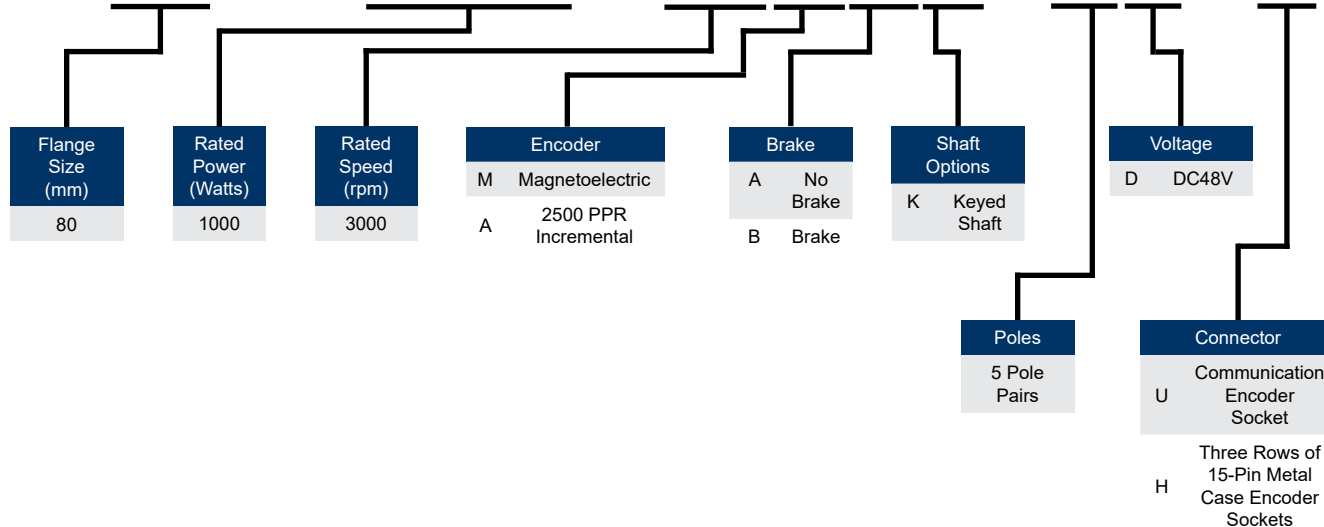 Flange
Size
(mm)
80
Rated
Power
(Watts)
1000
Rated
Speed
(rpm)
3000
Encoder
M Magnetoelectric
A 2500 PPR
Incremental
Brake
A No
Brake
B Brake
Shaft
Options
K Keyed
Shaft
Voltage
D DC48V
Poles
5 Pole
Pairs
Connector
U Communication
Encoder
Socket
H Three Rows of
15-Pin Metal
Case Encoder
Sockets